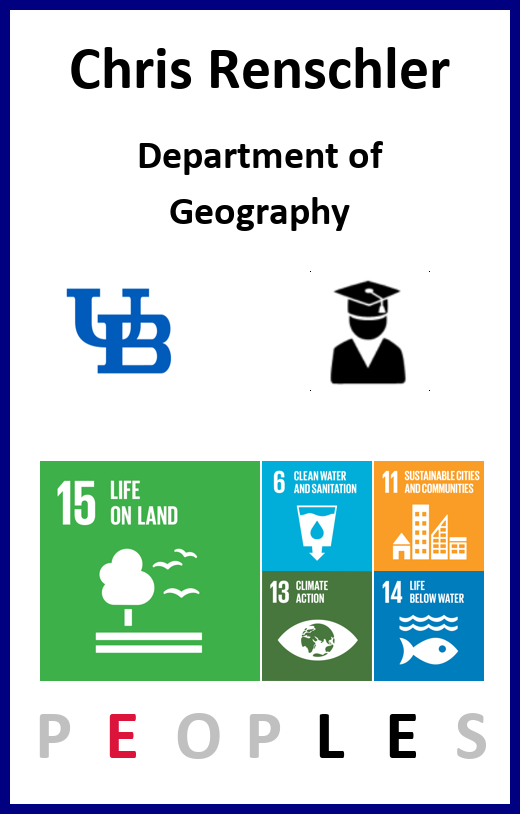 Chris Renschler
Department of
Geography
UB
15 LIFE
ON LAND
6 CLEAN WATER
AND SANITATION
11 SUSTAINABLE CITIES
AND COMMUNITIES
13 CLIMATE
ACTION
14 LIFE
BELOW WATER
P E O P L E S